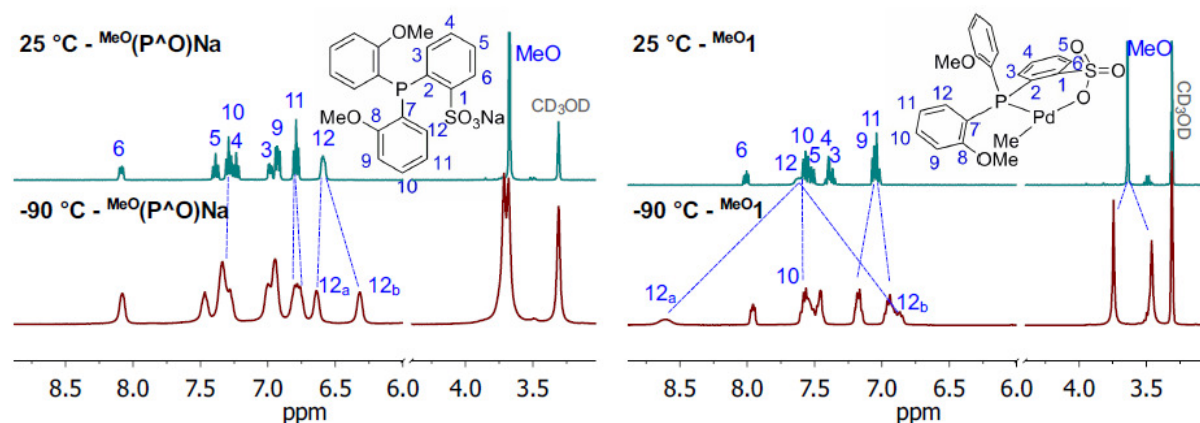 25 °C - ᴹᵉᴼ(P^O)Na
OMe
4
3
5
6
P
2
1
7
SO₃Na
MeO
8
12
9
11
10
MeO
CD₃OD
6
5
10
4
3
9
11
12
-90 °C - ᴹᵉᴼ(P^O)Na
12ₐ
12_b
8.5
8.0
7.5
7.0
6.5
6.0
3.5
ppm
25 °C - ᴹᵉᴼ1
MeO
4
5
6
3
2
1
O
S
O
O
P
12
11
7
10
9
8
Me
Pd
OMe
MeO
CD₃OD
6
12
10
5
4
3
9
11
-90 °C - ᴹᵉᴼ1
12ₐ
10
12_b
8.5
8.0
7.5
7.0
6.5
6.0
4.0
3.5
ppm